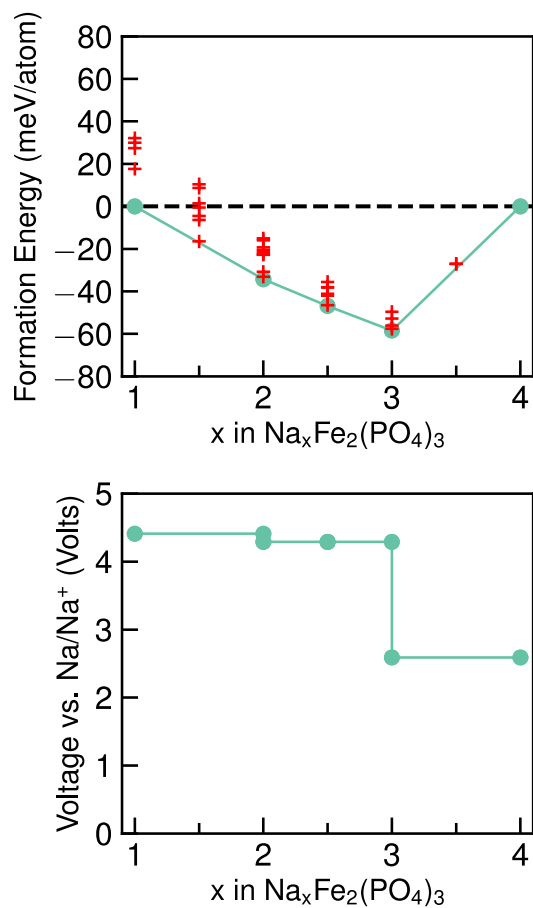 Formation Energy (meV/atom)
80
60
40
20
0
−20
−40
−60
−80
1 2 3 4
x in NaₓFe₂(PO₄)₃
Voltage vs. Na/Na⁺ (Volts)
5
4
3
2
1
0
1 2 3 4
x in NaₓFe₂(PO₄)₃